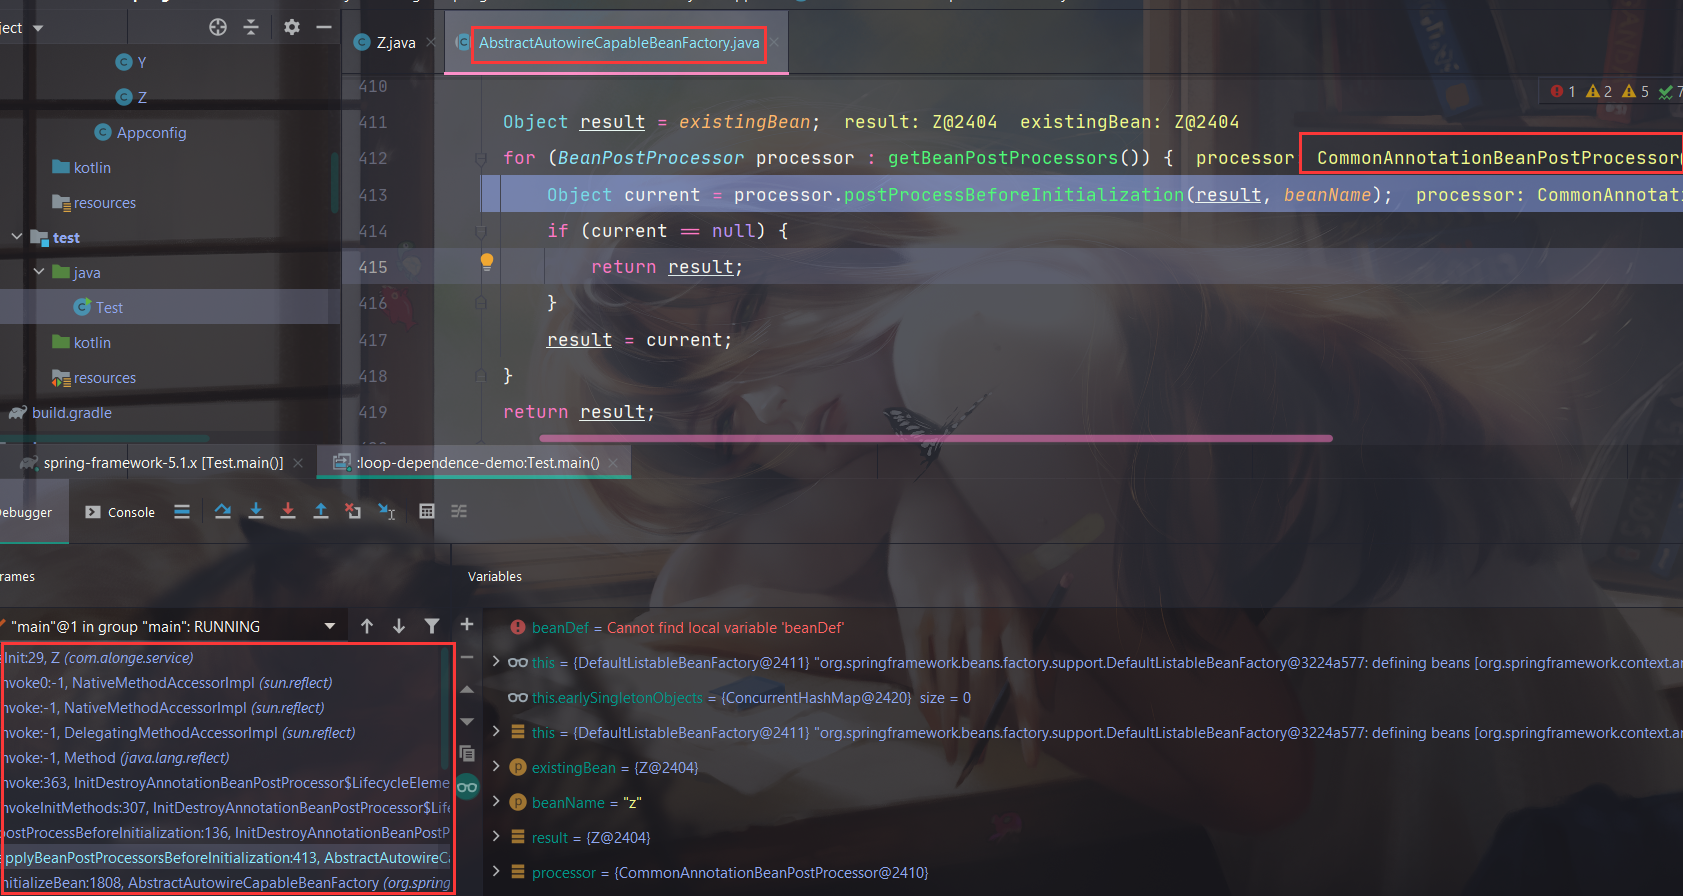 ject
Y
Z
Appconfig
kotlin
resources
test
java
Test
kotlin
resources
build.gradle
Z.java
AbstractAutowireCapableBeanFactory.java
1 2 5 7
410
411 Object result = existingBean; result: Z@2404 existingBean: Z@2404
412 for (BeanPostProcessor processor : getBeanPostProcessors()) { processor CommonAnnotationBeanPostProcessor
413 Object current = processor.postProcessBeforeInitialization(result, beanName); processor: CommonAnnotati
414 if (current == null) {
415 return result;
416 }
417 result = current;
418 }
419 return result;
spring-framework-5.1.x [Test.main()]
:loop-dependence-demo:Test.main()
ebugger
Console
rames
Variables
"main"@1 in group "main": RUNNING
Init:29, Z (com.alonge.service)
nvoke0:-1, NativeMethodAccessorImpl (sun.reflect)
nvoke:-1, NativeMethodAccessorImpl (sun.reflect)
nvoke:-1, DelegatingMethodAccessorImpl (sun.reflect)
nvoke:-1, Method (java.lang.reflect)
nvoke:363, InitDestroyAnnotationBeanPostProcessor$LifecycleEleme
nvokeInitMethods:307, InitDestroyAnnotationBeanPostProcessor$Life
postProcessBeforeInitialization:136, InitDestroyAnnotationBeanPostP
applyBeanPostProcessorsBeforeInitialization:413, AbstractAutowireCa
nitializeBean:1808, AbstractAutowireCapableBeanFactory (org.spring
beanDef = Cannot find local variable 'beanDef'
this = {DefaultListableBeanFactory@2411} "org.springframework.beans.factory.support.DefaultListableBeanFactory@3224a577: defining beans [org.springframework.context.an
this.earlySingletonObjects = {ConcurrentHashMap@2420} size = 0
this = {DefaultListableBeanFactory@2411} "org.springframework.beans.factory.support.DefaultListableBeanFactory@3224a577: defining beans [org.springframework.context.an
existingBean = {Z@2404}
beanName = "z"
result = {Z@2404}
processor = {CommonAnnotationBeanPostProcessor@2410}